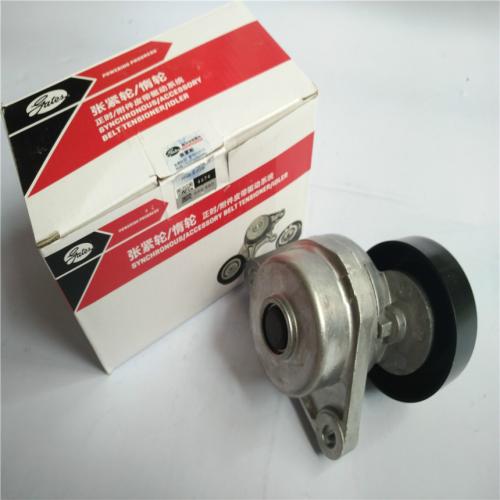 POWERING PROGRESS
Gates
张紧轮/惰轮
正时/附件皮带驱动系统
SYNCHRONOUS/ACCESSORY
BELT TENSIONER/IDLER
Gates
POWERING PROGRESS
Gates
张紧轮/惰轮 正时/附件皮带驱动系统
SYNCHRONOUS/ACCESSORY BELT TENSIONER/IDLER